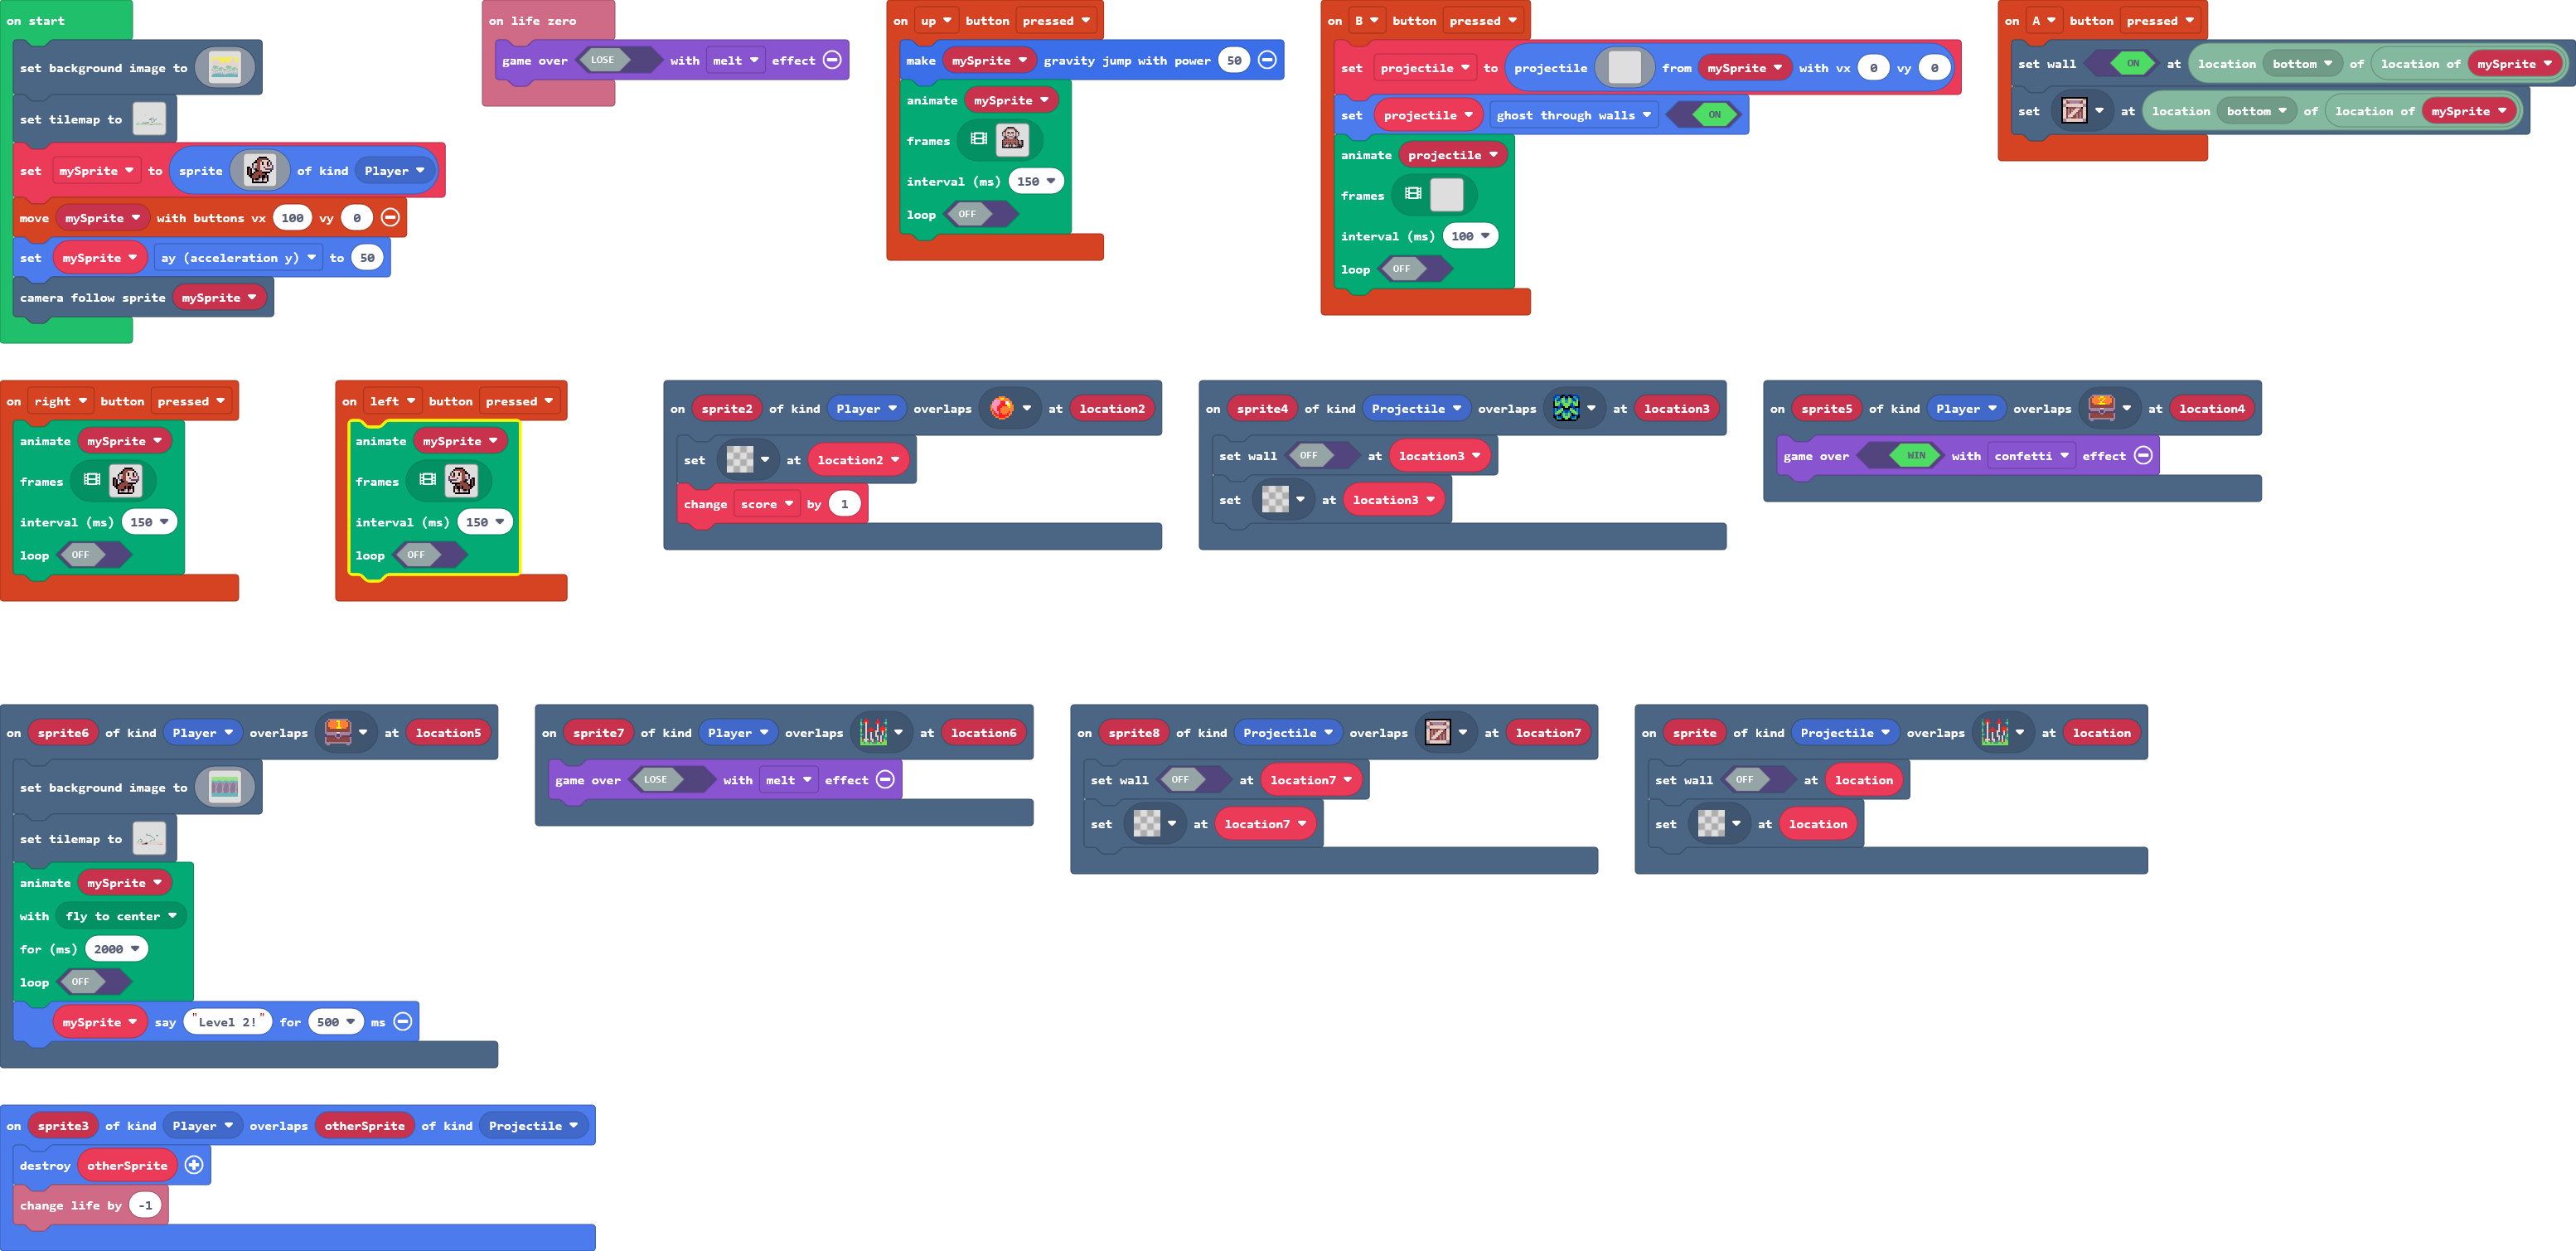 on start
set background image to
set tilemap to
set mySprite to sprite of kind Player
move mySprite with buttons vx 100 vy 0
set mySprite ay (acceleration y) to 50
camera follow sprite mySprite
on life zero
game over LOSE with melt effect
on up button pressed
make mySprite gravity jump with power 50
animate mySprite
frames
interval (ms) 150
loop OFF
on B button pressed
set projectile to projectile from mySprite with vx 0 vy 0
set projectile ghost through walls ON
animate projectile
frames
interval (ms) 100
loop OFF
on A button pressed
set wall ON at location bottom of location of mySprite
set at location bottom of location of mySprite
on right button pressed
animate mySprite
frames
interval (ms) 150
loop OFF
on left button pressed
animate mySprite
frames
interval (ms) 150
loop OFF
on sprite2 of kind Player overlaps at location2
set at location2
change score by 1
on sprite4 of kind Projectile overlaps at location3
set wall OFF at location3
set at location3
on sprite5 of kind Player overlaps 2 at location4
game over WIN with confetti effect
on sprite6 of kind Player overlaps 1 at location5
set background image to
set tilemap to
animate mySprite
with fly to center
for (ms) 2000
loop OFF
mySprite say "Level 2!" for 500 ms
on sprite7 of kind Player overlaps at location6
game over LOSE with melt effect
on sprite8 of kind Projectile overlaps at location7
set wall OFF at location7
set at location7
on sprite of kind Projectile overlaps at location
set wall OFF at location
set at location
on sprite3 of kind Player overlaps otherSprite of kind Projectile
destroy otherSprite
change life by -1